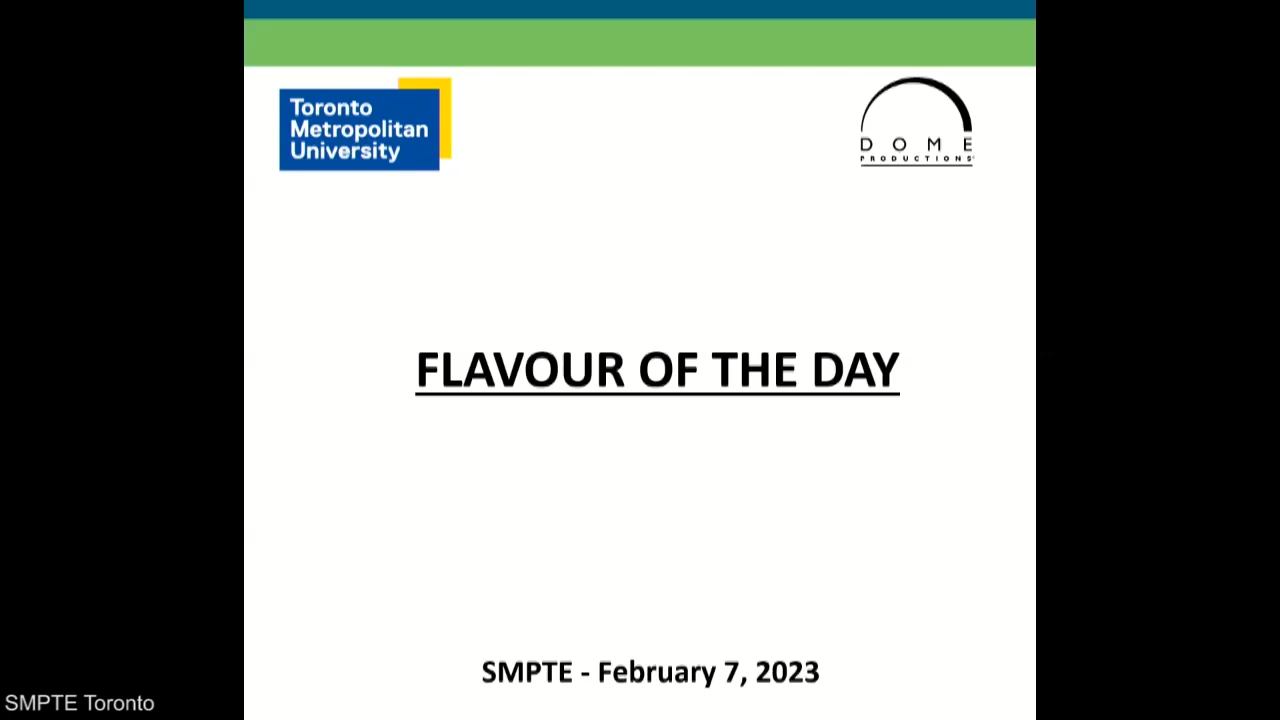 Toronto
Metropolitan
University
DOME
PRODUCTIONS
FLAVOUR OF THE DAY
SMPTE - February 7, 2023
SMPTE Toronto